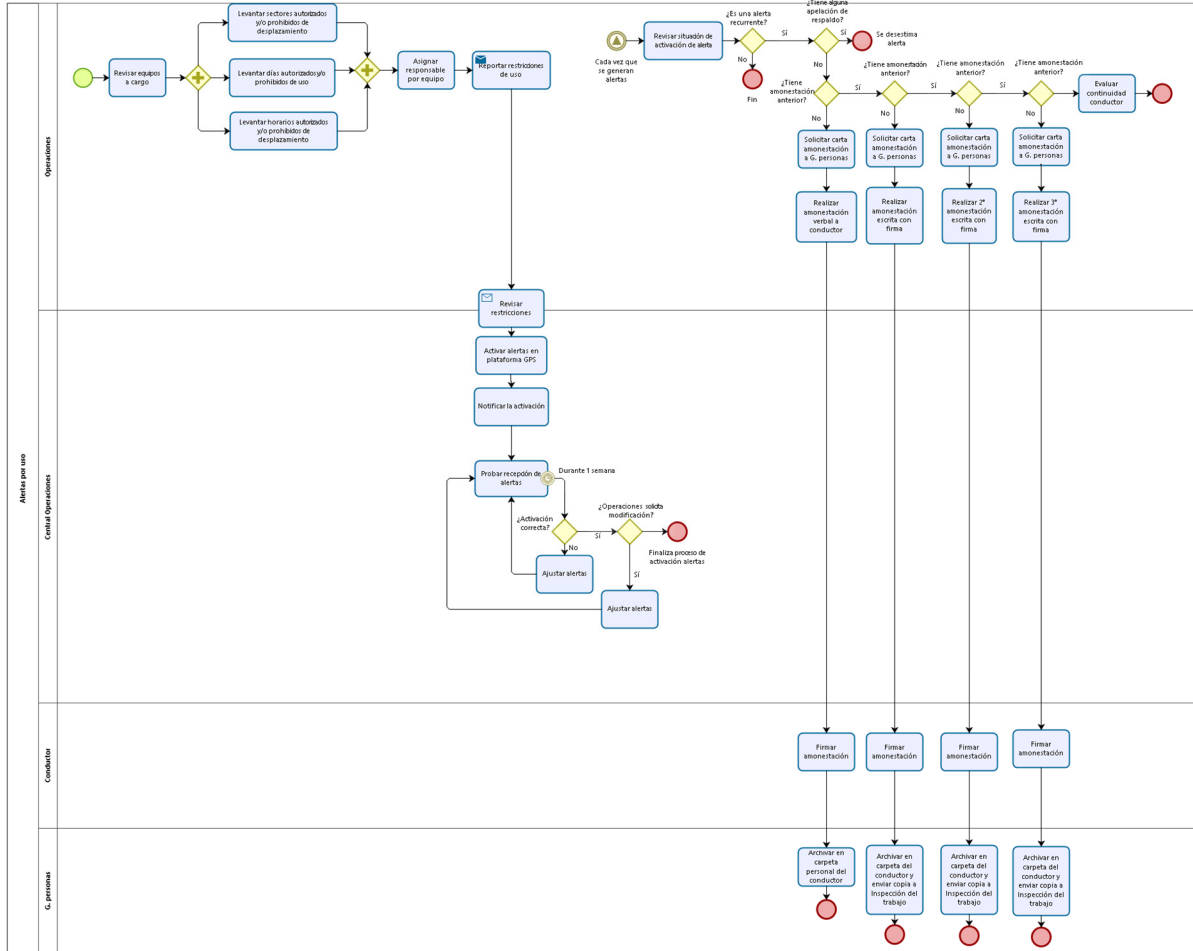 Alertas por uso
Operaciones
Revisar equipos
a cargo
Levantar sectores autorizados
y/o prohibidos de
desplazamiento
Levantar días autorizados y/o
prohibidos de uso
Levantar horarios autorizados
y/o prohibidos de
desplazamiento
Asignar
responsable
por equipo
Reportar restricciones
de uso
Cada vez que
se generan
alertas
Revisar situación de
activación de alerta
¿Es una alerta
recurrente?
No
Fin
Sí
¿Tiene alguna
apelación de
respaldo?
Sí
Se desestima
alerta
No
¿Tiene
amonestación
anterior?
Sí
¿Tiene amonestación
anterior?
Sí
¿Tiene amonestación
anterior?
Sí
¿Tiene amonestación
anterior?
Evaluar
continuidad
conductor
No
No
No
No
Solicitar carta
amonestación
a G. personas
Solicitar carta
amonestación
a G. personas
Solicitar carta
amonestación
a G. personas
Solicitar carta
amonestación
a G. personas
Realizar
amonestación
verbal a
conductor
Realizar
amonestación
escrita con
firma
Realizar 2°
amonestación
escrita con
firma
Realizar 3°
amonestación
escrita con
firma
Central Operaciones
Revisar
restricciones
Activar alertas en
plataforma GPS
Notificar la activación
Probar recepción de
alertas
Durante 1 semana
¿Activación
correcta?
No
Sí
Ajustar alertas
¿Operaciones solicita
modificación?
Sí
Finaliza proceso de
activación alertas
Ajustar alertas
Conductor
Firmar
amonestación
Firmar
amonestación
Firmar
amonestación
Firmar
amonestación
G. personas
Archivar en
carpeta
personal del
conductor
Archivar en
carpeta del
conductor y
enviar copia a
Inspección del
trabajo
Archivar en
carpeta del
conductor y
enviar copia a
Inspección del
trabajo
Archivar en
carpeta del
conductor y
enviar copia a
Inspección del
trabajo